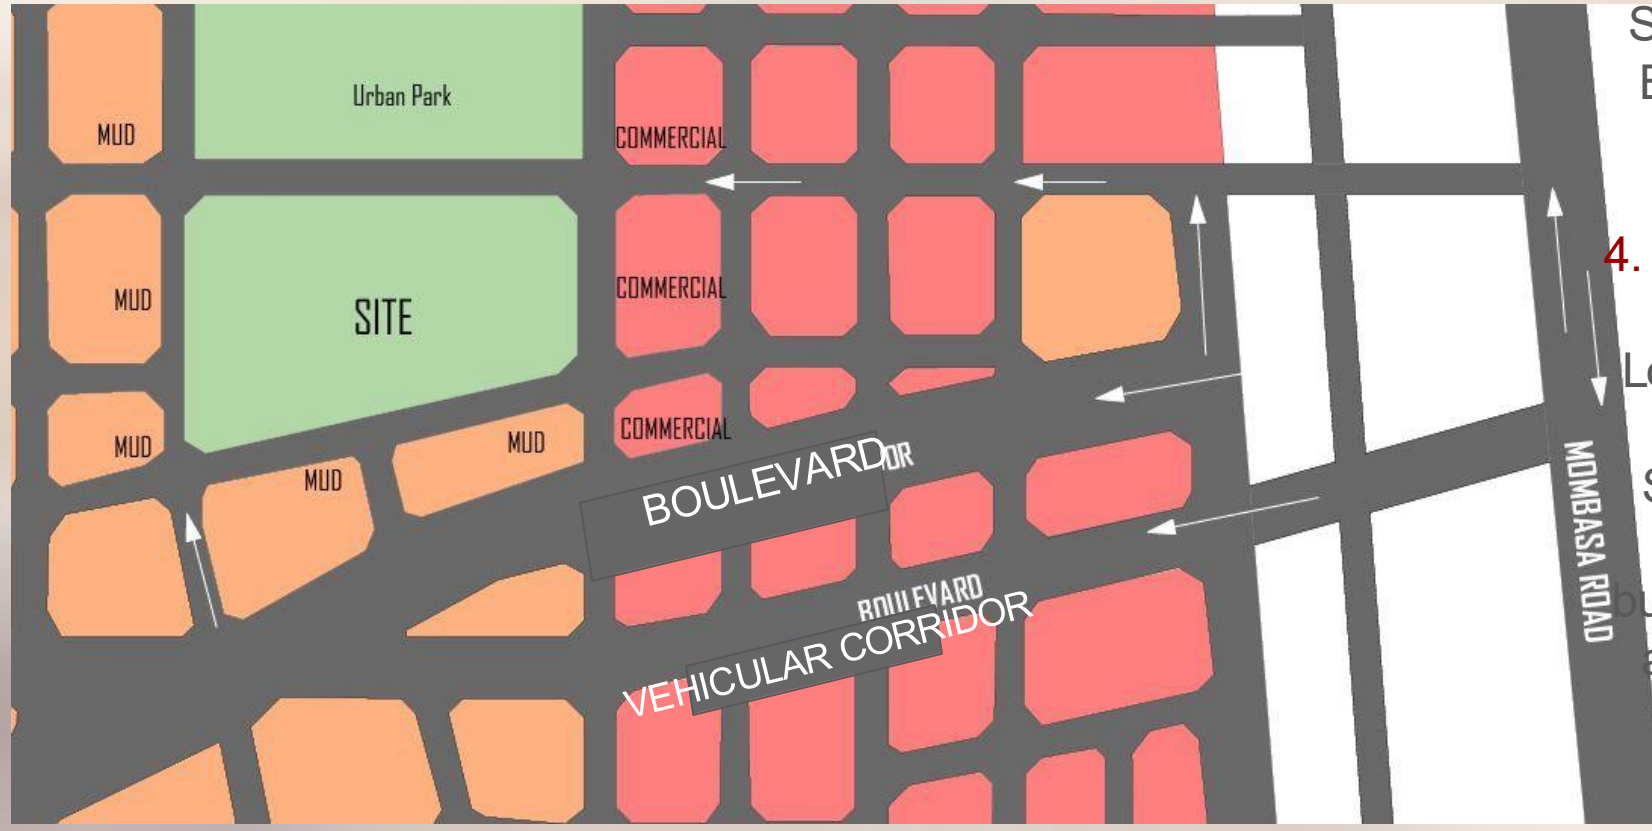 Urban Park
MUD
COMMERCIAL
4.
MUD
COMMERCIAL
SITE
MUD
MUD
MUD
COMMERCIAL
BOULEVARD
OR
MOMBASA ROAD
BOULEVARD
VEHICULAR CORRIDOR